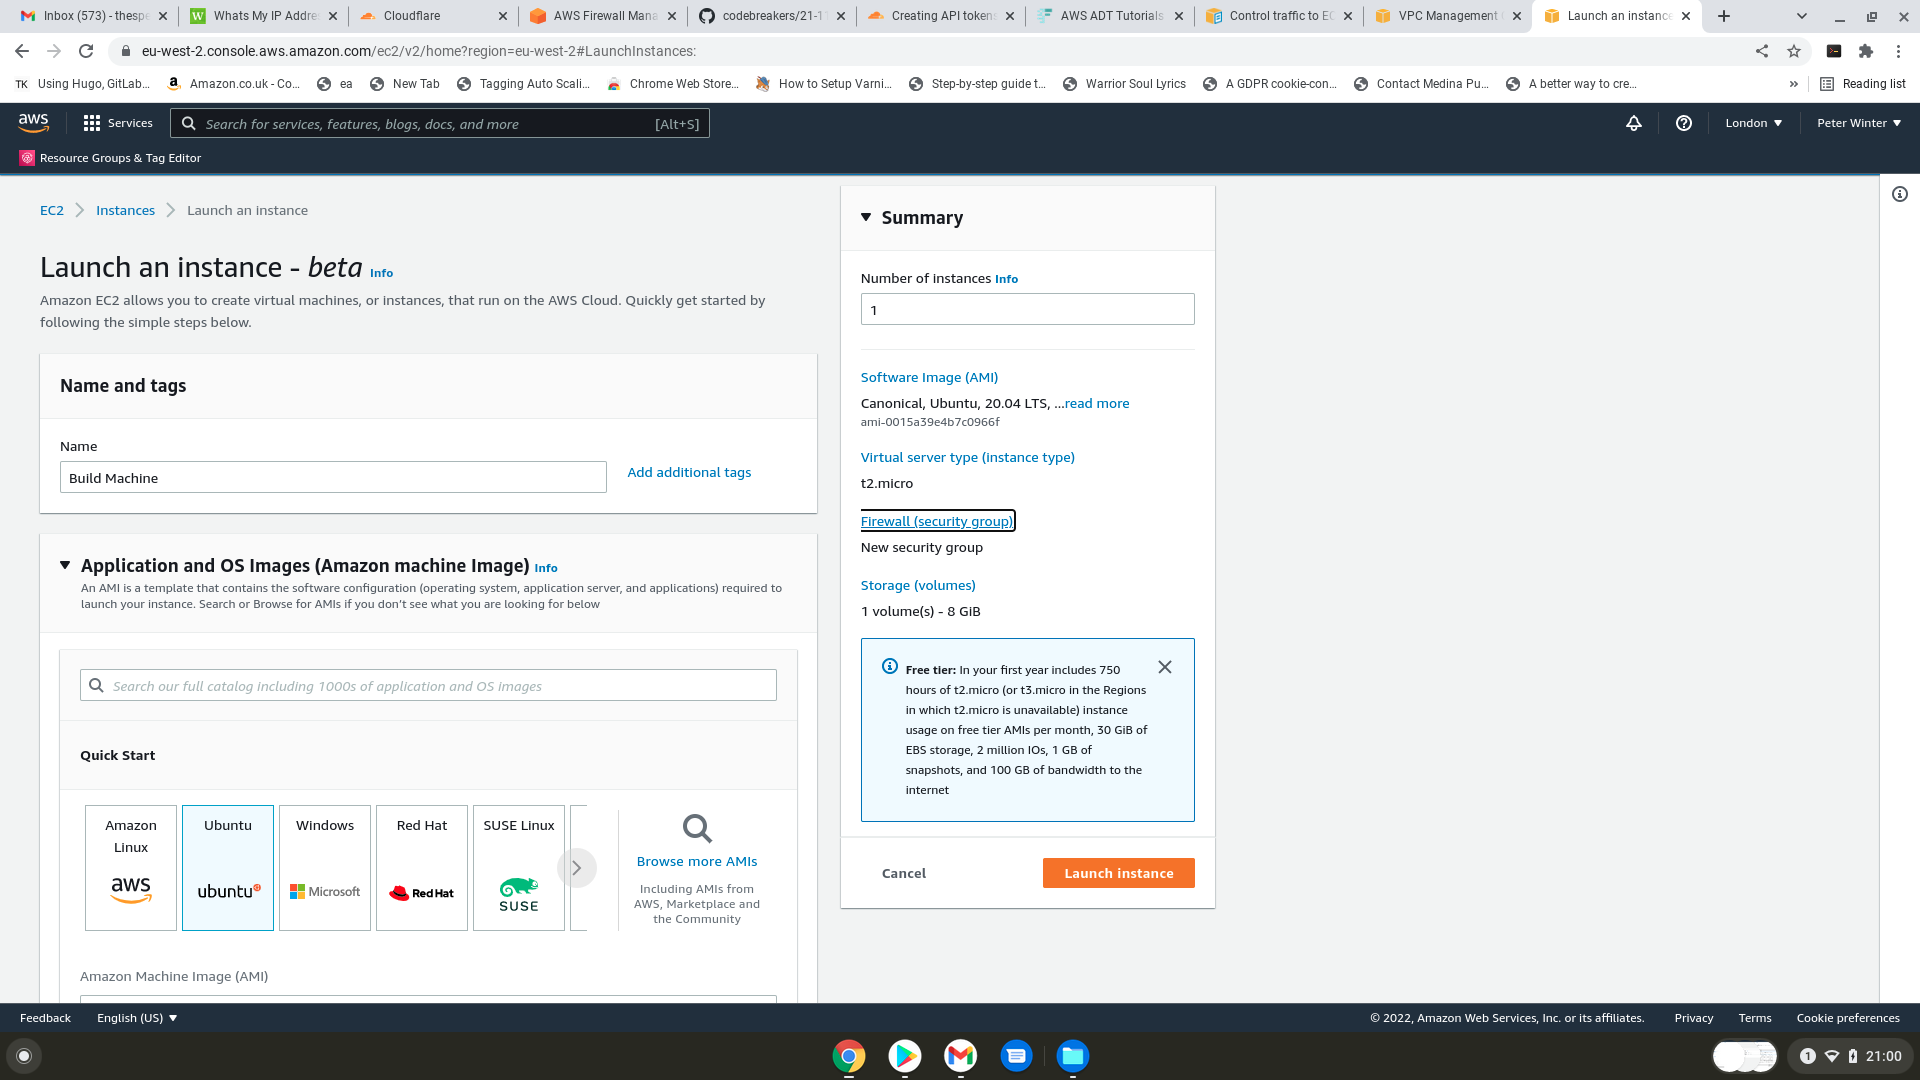 Inbox (573) - thespe
Whats My IP Addre
Cloudflare
AWS Firewall Mana
codebreakers/21-1
Creating API tokens
AWS ADT Tutorials
Control traffic to EC
VPC Management C
Launch an instance
eu-west-2.console.aws.amazon.com/ec2/v2/home?region=eu-west-2#LaunchInstances:
TK Using Hugo, GitLab...
Amazon.co.uk - Co...
ea
New Tab
Tagging Auto Scali...
Chrome Web Store...
How to Setup Varni...
Step-by-step guide t...
Warrior Soul Lyrics
A GDPR cookie-con...
Contact Medina Pu...
A better way to cre...
»
Reading list
aws
Services
Search for services, features, blogs, docs, and more [Alt+S]
London
Peter Winter
Resource Groups & Tag Editor
EC2
Instances
Launch an instance
Launch an instance - beta Info
Amazon EC2 allows you to create virtual machines, or instances, that run on the AWS Cloud. Quickly get started by
following the simple steps below.
Name and tags
Name
Build Machine
Add additional tags
Application and OS Images (Amazon machine Image) Info
An AMI is a template that contains the software configuration (operating system, application server, and applications) required to
launch your instance. Search or Browse for AMIs if you don't see what you are looking for below
Search our full catalog including 1000s of application and OS images
Quick Start
Amazon
Linux
aws
Ubuntu
ubuntu
Windows
Microsoft
Red Hat
Red Hat
SUSE Linux
SUSE
Browse more AMIs
Including AMIs from
AWS, Marketplace and
the Community
Amazon Machine Image (AMI)
Summary
Number of instances Info
1
Software Image (AMI)
Canonical, Ubuntu, 20.04 LTS, ...read more
ami-0015a39e4b7c0966f
Virtual server type (instance type)
t2.micro
Firewall (security group)
New security group
Storage (volumes)
1 volume(s) - 8 GiB
Free tier: In your first year includes 750
hours of t2.micro (or t3.micro in the Regions
in which t2.micro is unavailable) instance
usage on free tier AMIs per month, 30 GiB of
EBS storage, 2 million IOs, 1 GB of
snapshots, and 100 GB of bandwidth to the
internet
Cancel
Launch instance
Feedback
English (US)
© 2022, Amazon Web Services, Inc. or its affiliates.
Privacy
Terms
Cookie preferences
1
21:00